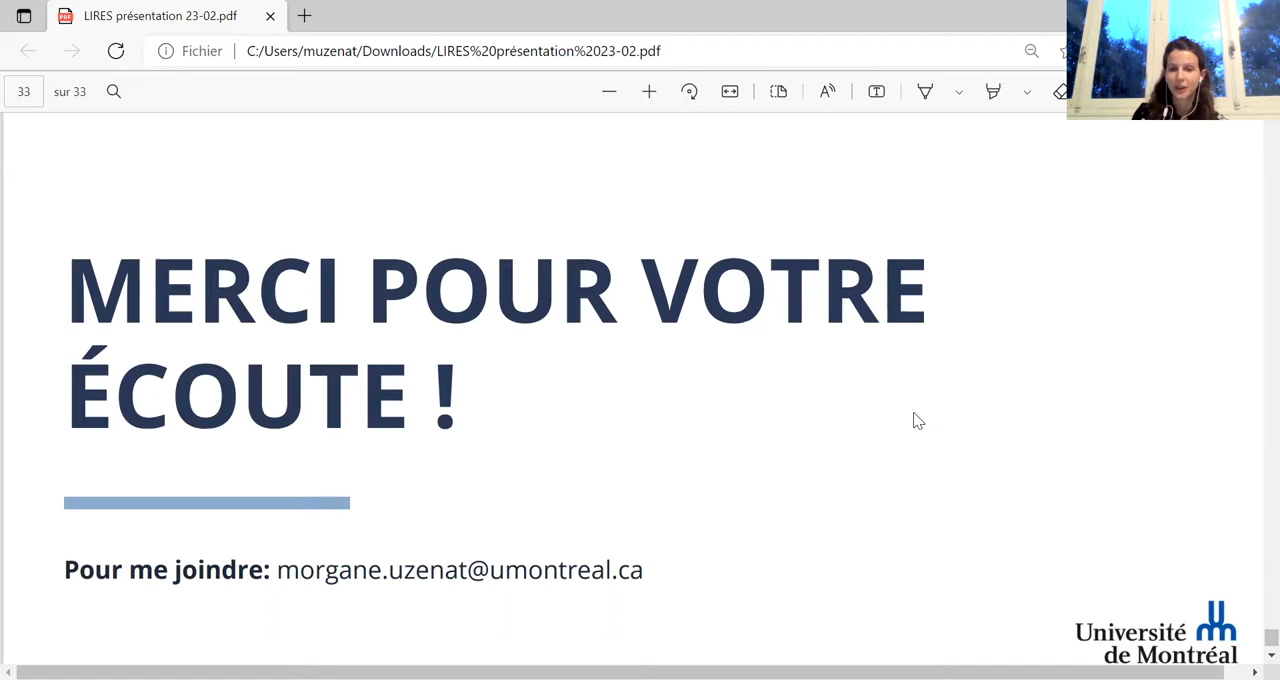 LIRES présentation 23-02.pdf
Fichier
C:/Users/muzenat/Downloads/LIRES%20présentation%2023-02.pdf
33 sur 33
MERCI POUR VOTRE
ÉCOUTE !
Pour me joindre: morgane.uzenat@umontreal.ca
Université
de Montréal